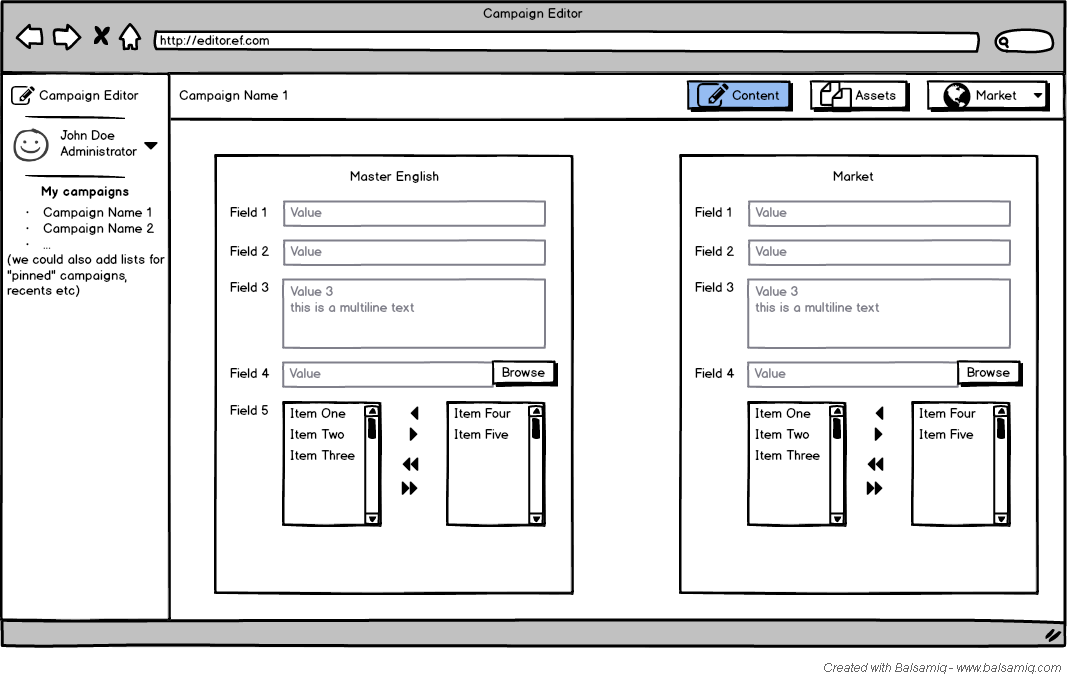 Campaign Editor
http://editor.ef.com
Campaign Editor
John Doe
Administrator
My campaigns
· Campaign Name 1
· Campaign Name 2
· ...
(we could also add lists for
"pinned" campaigns,
recents etc)
Campaign Name 1
Content
Assets
Market
Master English
Field 1
Value
Field 2
Value
Field 3
Value 3
this is a multiline text
Field 4
Value
Browse
Field 5
Item One
Item Two
Item Three
Item Four
Item Five
Market
Field 1
Value
Field 2
Value
Field 3
Value 3
this is a multiline text
Field 4
Value
Browse
Item One
Item Two
Item Three
Item Four
Item Five
Created with Balsamiq - www.balsamiq.com